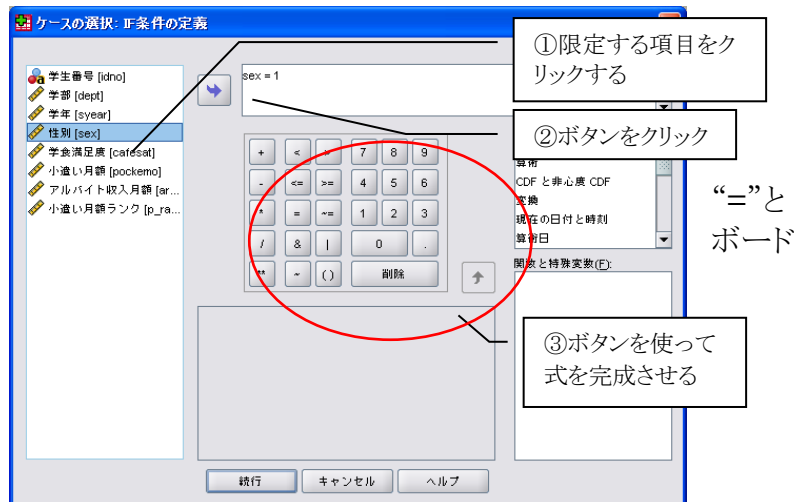 ケースの選択: IF条件の定義
①限定する項目をク
リックする
学生番号 [idno]
学部 [dept]
学年 [syear]
性別 [sex]
学食満足度 [cafesat]
小遣い月額 [pockemo]
アルバイト収入月額 [ar...
小遣い月額ランク [p_ra...
sex = 1
②ボタンをクリック
+ < > 7 8 9
- <= >= 4 5 6
* = ~= 1 2 3
/ & | 0 .
** ~ () 削除
算術
CDF と非心度 CDF
変換
現在の日付と時刻
算術日
関数と特殊変数(F):
“=”と
ボード
③ボタンを使って
式を完成させる
続行 キャンセル ヘルプ